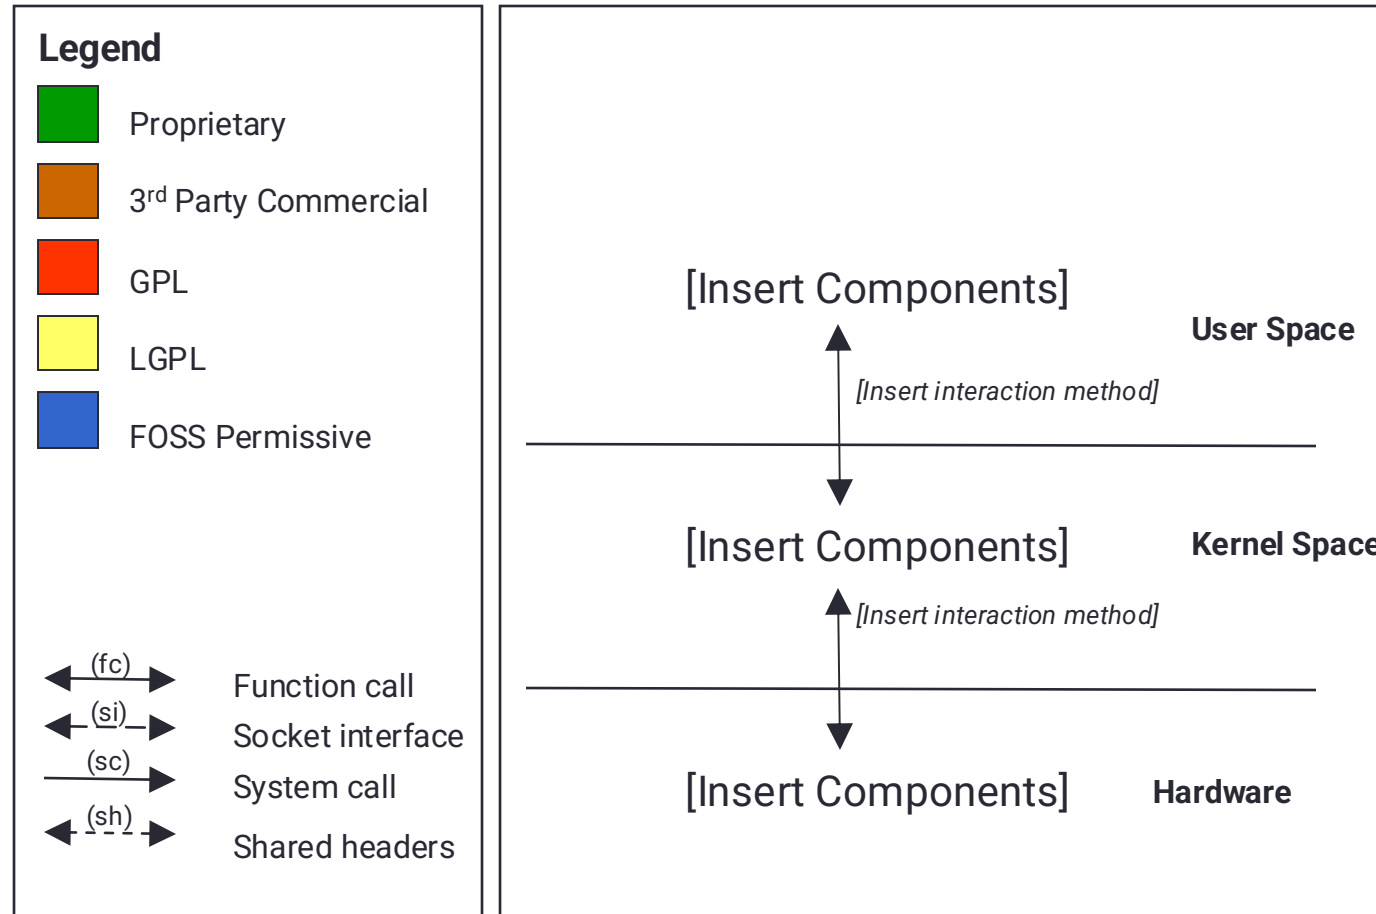 Legend
Proprietary
3rd Party Commercial
GPL
LGPL
FOSS Permissive
(fc)
Function call
(si)
Socket interface
(sc)
System call
(sh)
Shared headers
[Insert Components]
User Space
[Insert interaction method]
[Insert Components]
Kernel Space
[Insert interaction method]
[Insert Components]
Hardware